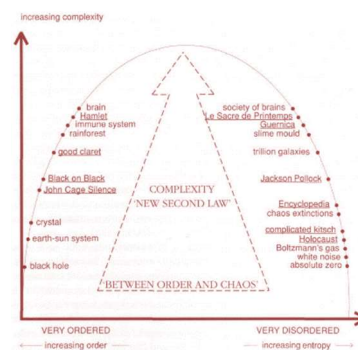 increasing complexity
brain
Hamlet
immune system
rainforest
good claret
Black on Black
John Cage Silence
crystal
earth-sun system
black hole
COMPLEXITY
'NEW SECOND LAW'
'BETWEEN ORDER AND CHAOS'
society of brains
Le Sacre de Printemps
Guernica
slime mould
trillion galaxies
Jackson Pollock
Encyclopedia
chaos extinctions
complicated kitsch
Holocaust
Boltzmann's gas
white noise
absolute zero
VERY ORDERED
increasing order
VERY DISORDERED
increasing entropy